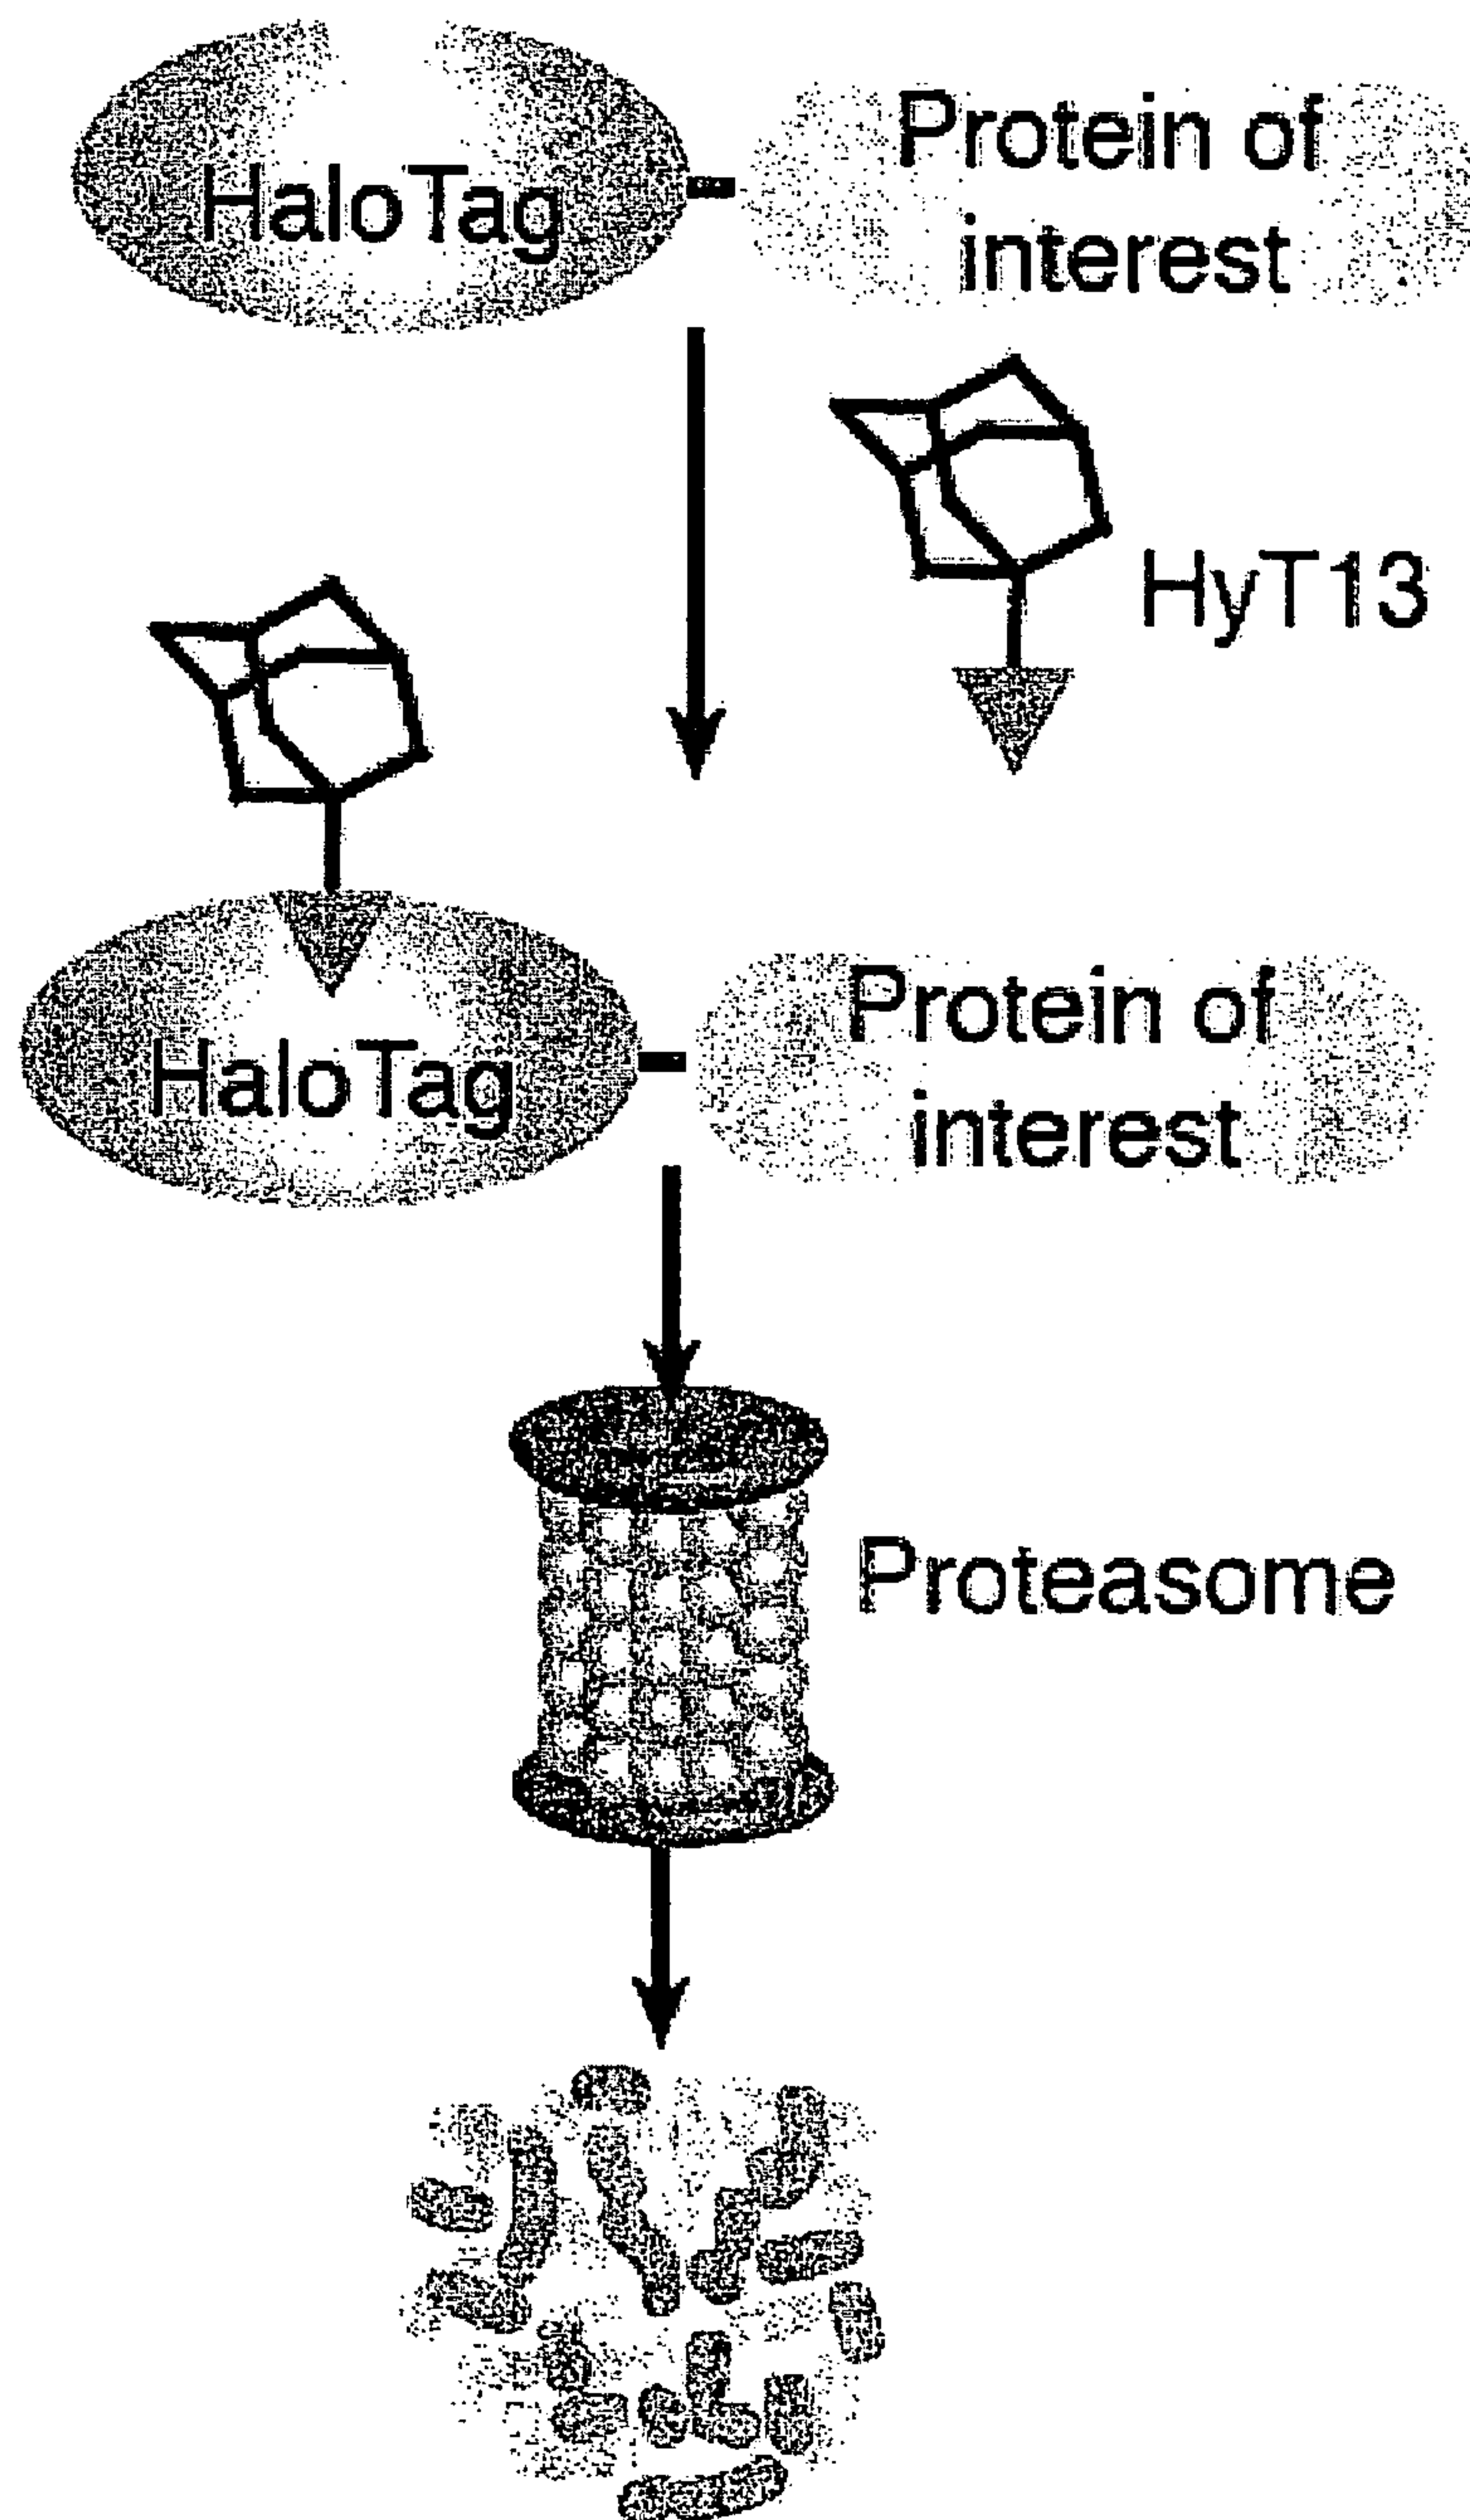 HaloTag
Protein of
interest
HyT13
HaloTag
Protein of
interest
Proteasome